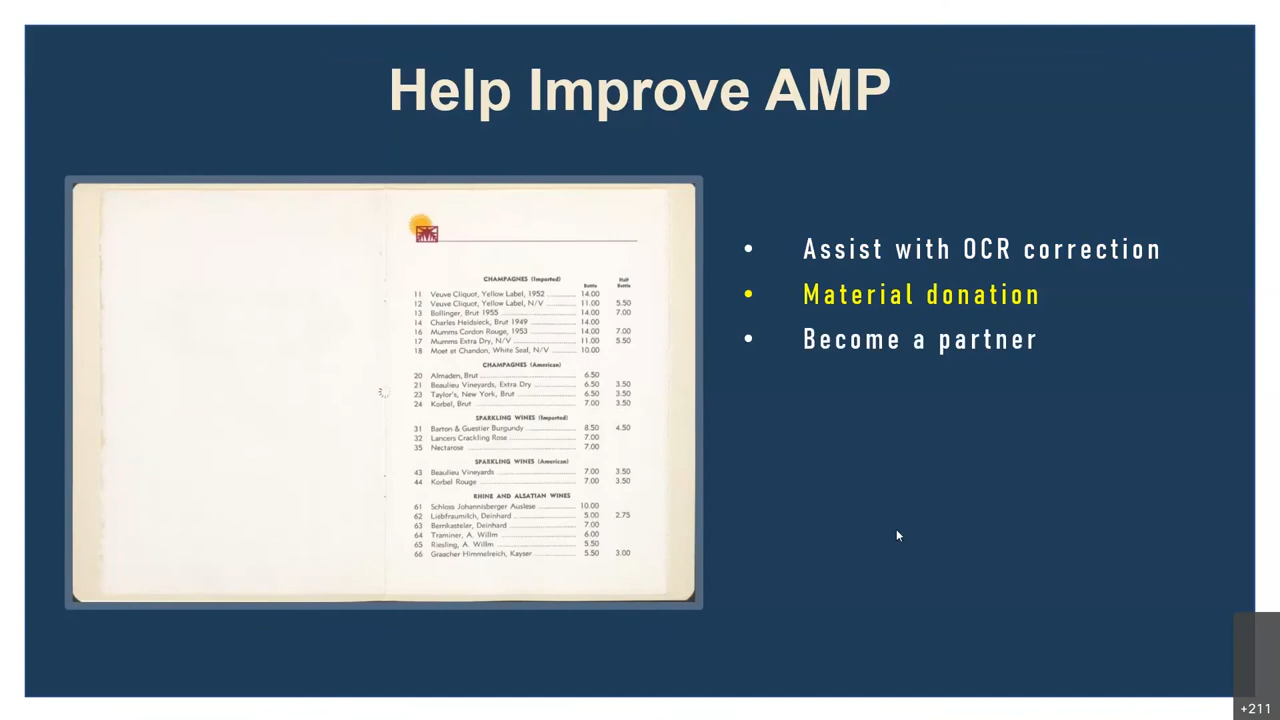 Help Improve AMP
CHAMPAGNES (Imported)
Bottle Half Bottle
11 Veuve Cliquot, Yellow Label, 1952 14.00
12 Veuve Cliquot, Yellow Label, N/V 11.00 5.50
13 Bollinger, Brut 1955 14.00 7.00
14 Charles Heidsieck, Brut 1949 14.00
16 Mumms Cordon Rouge, 1953 14.00 7.00
17 Mumms Extra Dry, N/V 11.00 5.50
18 Moet et Chandon, White Seal, N/V 10.00
CHAMPAGNES (American)
20 Almaden, Brut 6.50
21 Beaulieu Vineyards, Extra Dry 6.50 3.50
23 Taylor's, New York, Brut 6.50 3.50
24 Korbel, Brut 7.00 3.50
SPARKLING WINES (Imported)
31 Barton & Guestier Burgundy 8.50 4.50
32 Lancers Crackling Rose 7.00
35 Nectarose 7.00
SPARKLING WINES (American)
43 Beaulieu Vineyards 7.00 3.50
44 Korbel Rouge 7.00 3.50
RHINE AND ALSATIAN WINES
61 Schloss Johannisberger Auslese 10.00
62 Liebfraumilch, Deinhard 5.00 2.75
63 Bernkasteler, Deinhard 7.00
64 Traminer, A. Willm 6.00
65 Riesling, A. Willm 5.50
66 Graacher Himmelreich, Kayser 5.50 3.00
• Assist with OCR correction
• Material donation
• Become a partner
+211